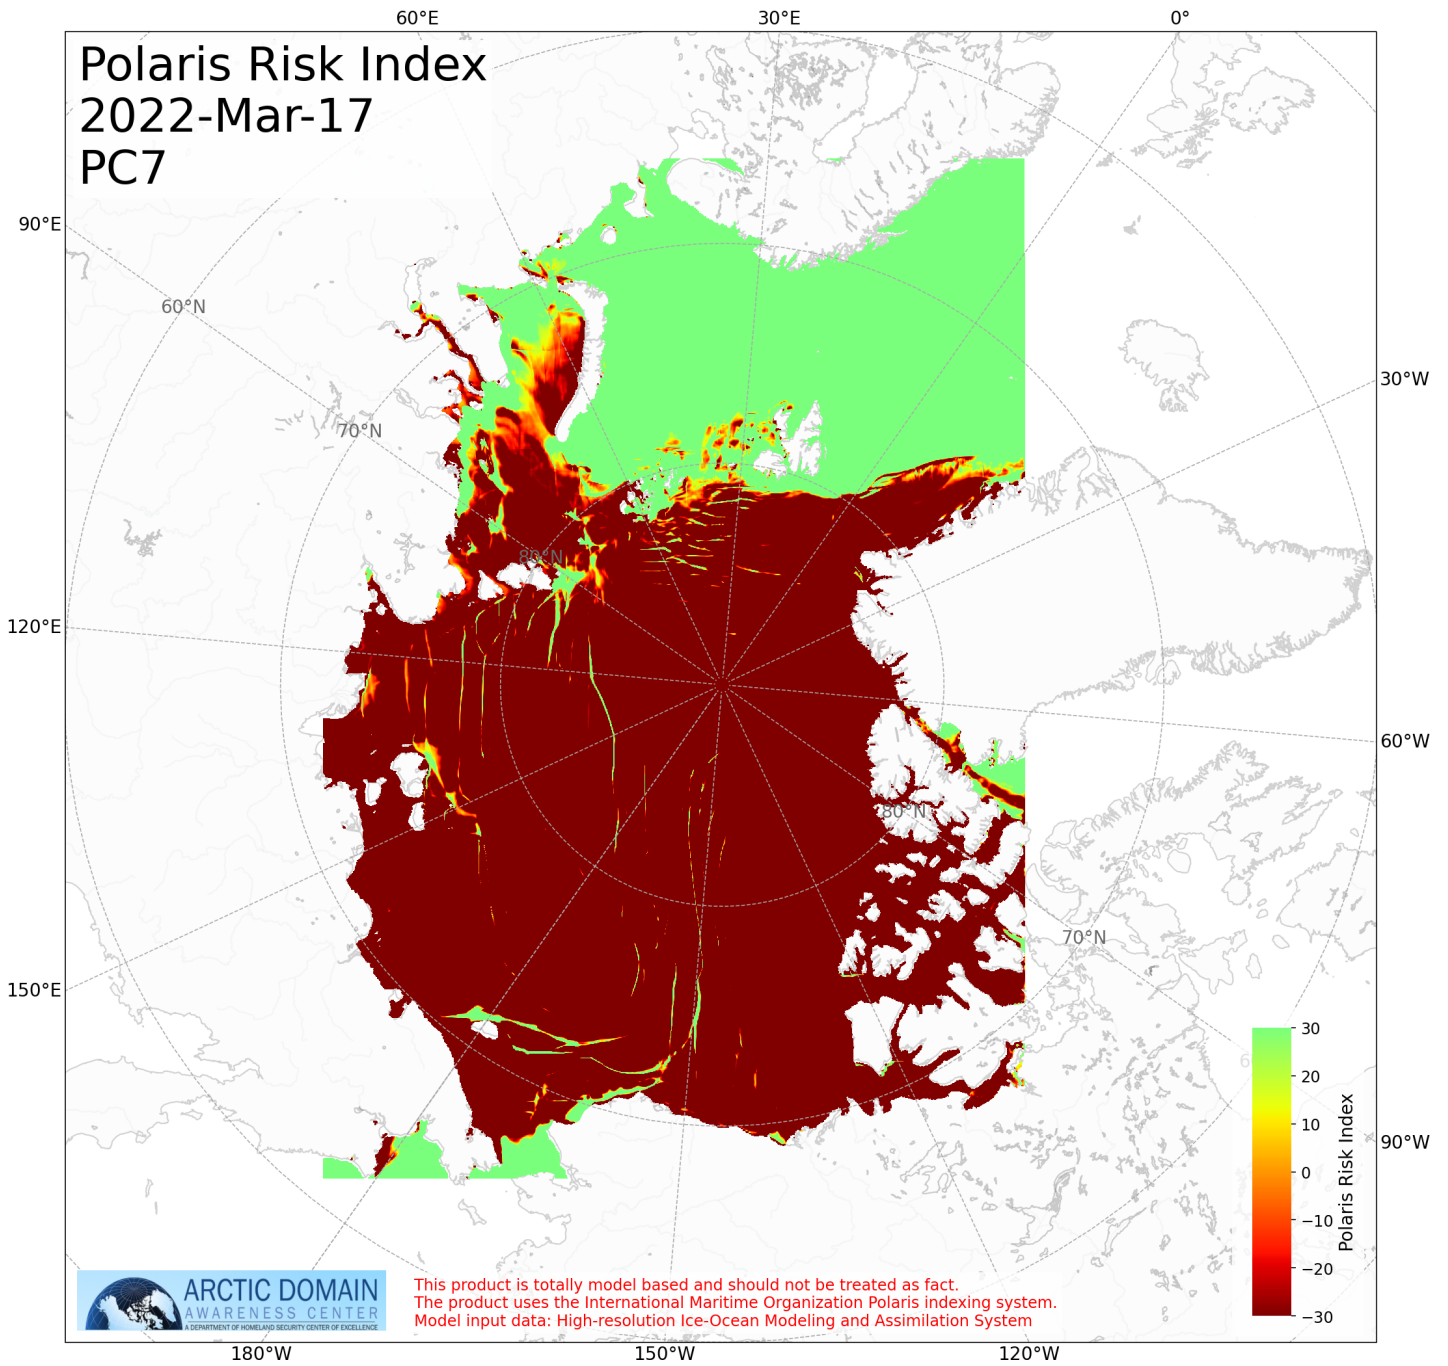 60°E 30°E 0°
Polaris Risk Index
2022-Mar-17
PC7
90°E
60°N
30°W
70°N
80°N
120°E
60°W
80°N
70°N
150°E
30
20
10
0
−10
−20
−30
Polaris Risk Index
90°W
ARCTIC DOMAIN
AWARENESS CENTER
A DEPARTMENT OF HOMELAND SECURITY CENTER OF EXCELLENCE
This product is totally model based and should not be treated as fact.
The product uses the International Maritime Organization Polaris indexing system.
Model input data: High-resolution Ice-Ocean Modeling and Assimilation System
180°W 150°W 120°W